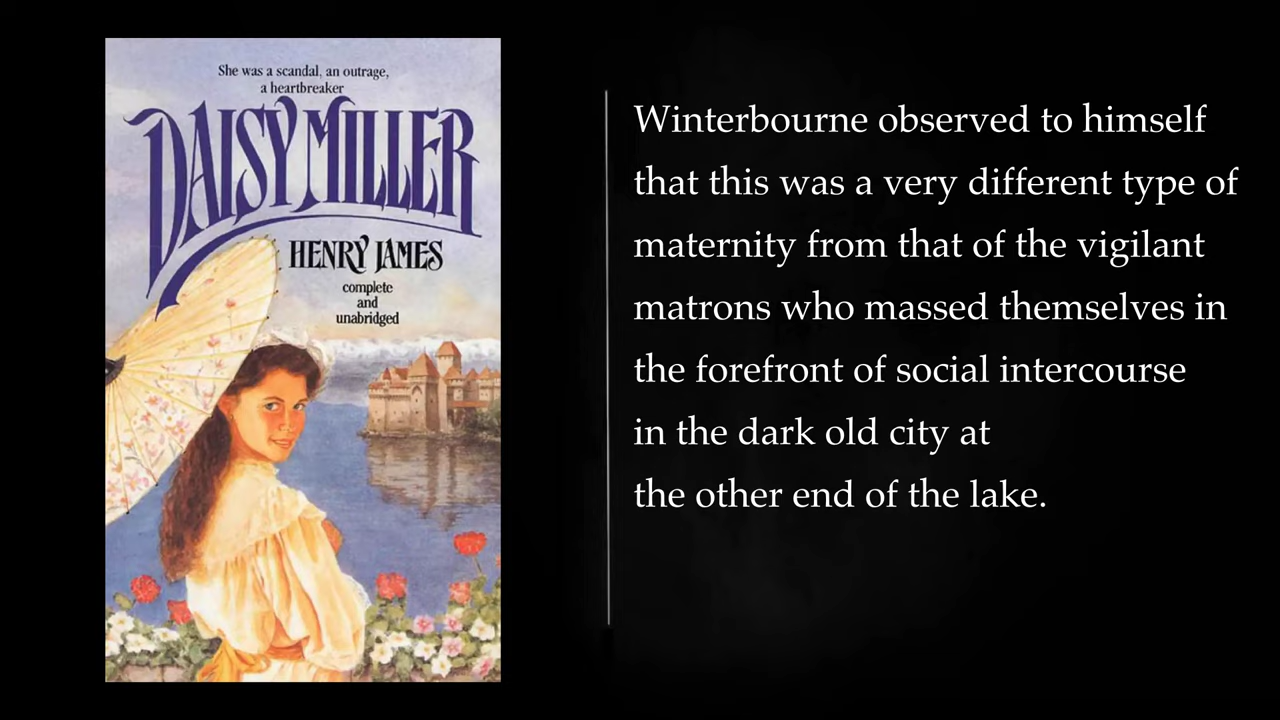 She was a scandal, an outrage,
a heartbreaker
DAISY MILLER
HENRY JAMES
complete
and
unabridged
Winterbourne observed to himself
that this was a very different type of
maternity from that of the vigilant
matrons who massed themselves in
the forefront of social intercourse
in the dark old city at
the other end of the lake.